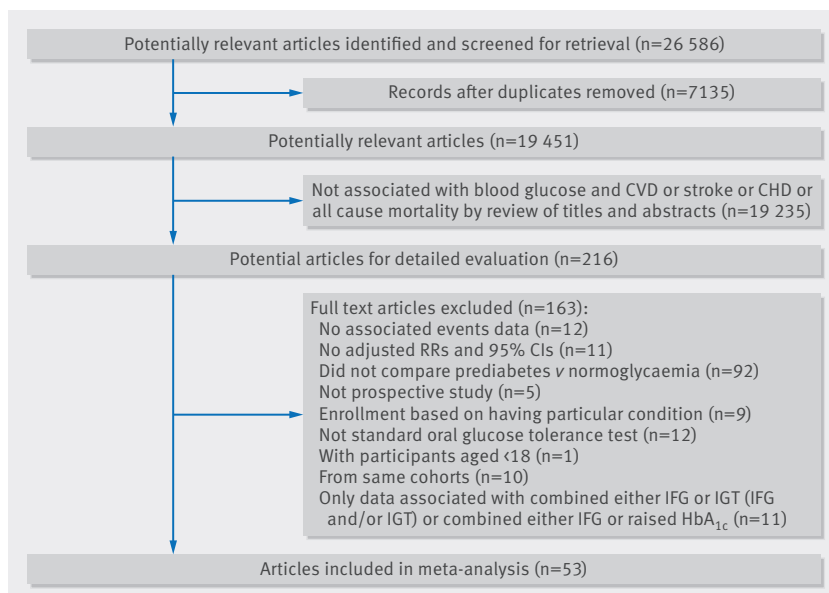 Potentially relevant articles identified and screened for retrieval (n=26 586)
Records after duplicates removed (n=7135)
Potentially relevant articles (n=19 451)
Not associated with blood glucose and CVD or stroke or CHD or
all cause mortality by review of titles and abstracts (n=19 235)
Potential articles for detailed evaluation (n=216)
Full text articles excluded (n=163):
No associated events data (n=12)
No adjusted RRs and 95% CIs (n=11)
Did not compare prediabetes v normoglycaemia (n=92)
Not prospective study (n=5)
Enrollment based on having particular condition (n=9)
Not standard oral glucose tolerance test (n=12)
With participants aged <18 (n=1)
From same cohorts (n=10)
Only data associated with combined either IFG or IGT (IFG
and/or IGT) or combined either IFG or raised HbA1c (n=11)
Articles included in meta-analysis (n=53)